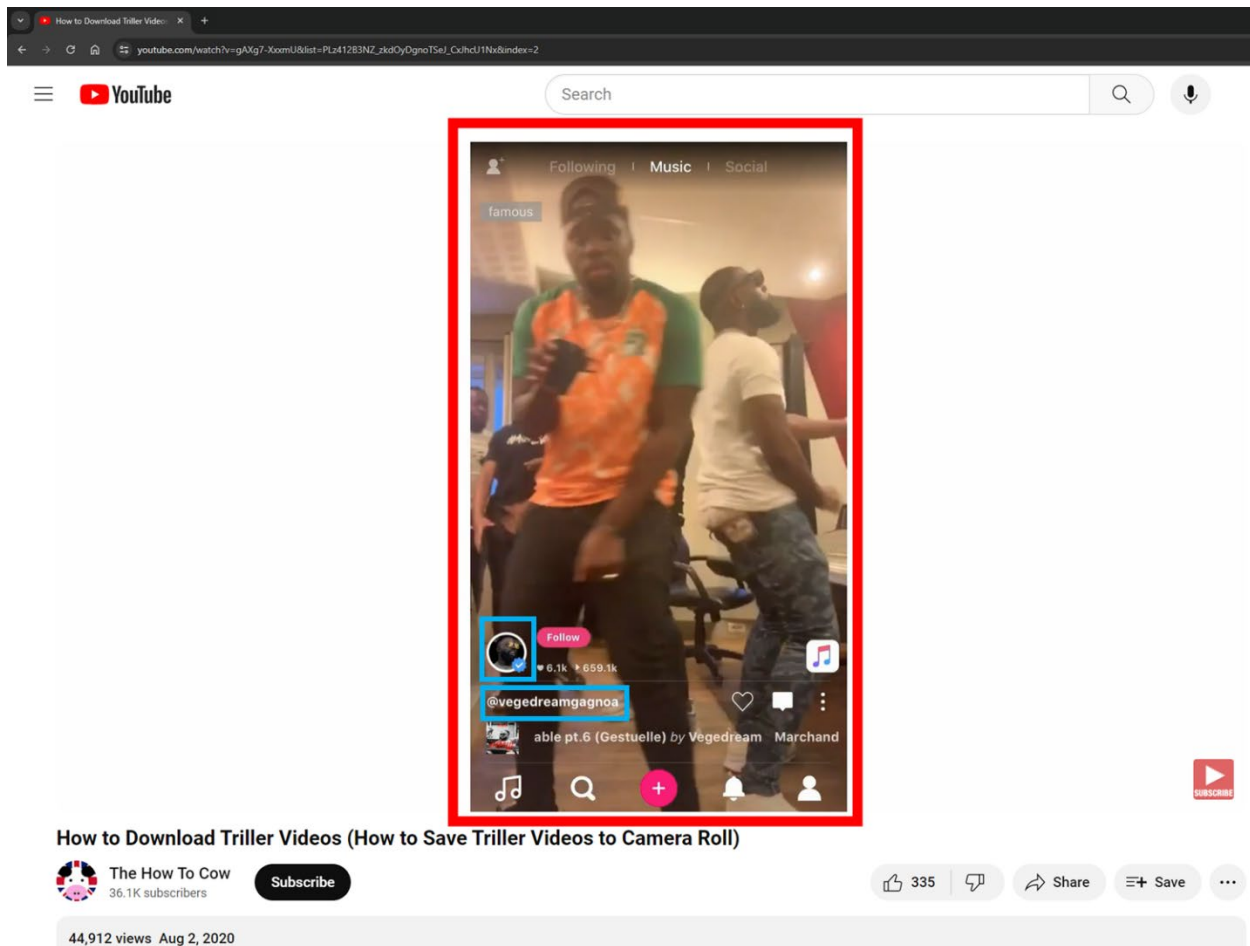 How to Download Triller Videos
youtube.com/watch?v=gAXg7-XxxmU&list=PLz412B3NZ_zkdOyDgnoTSeJ_CxJhcU1Nx&index=2
YouTube
Search
Following Music Social
famous
Follow
6.1k 659.1k
@vegedreamgagnoa
able pt.6 (Gestuelle) by Vegedream Marchand
SUBSCRIBE
How to Download Triller Videos (How to Save Triller Videos to Camera Roll)
The How To Cow
36.1K subscribers
Subscribe
335
Share
Save
44,912 views Aug 2, 2020